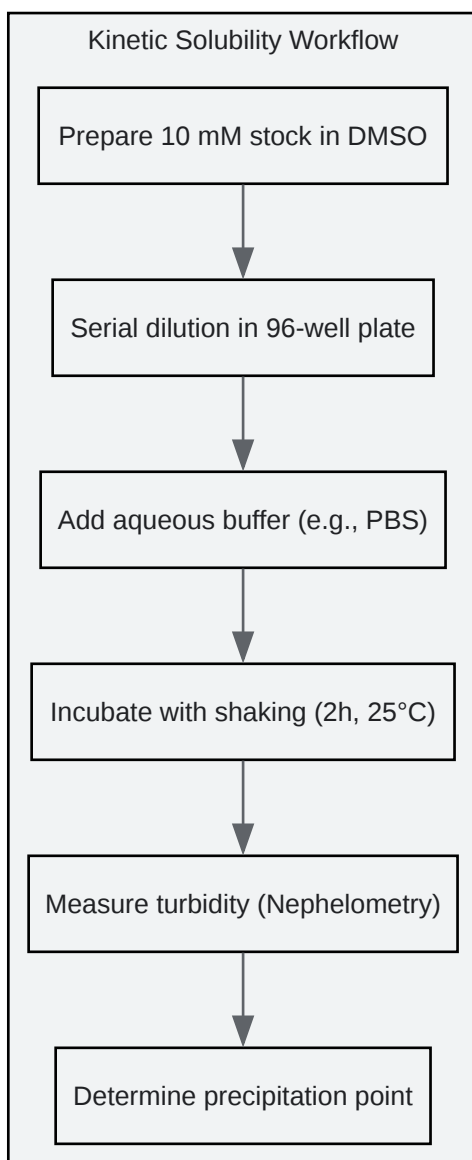 Kinetic Solubility Workflow
Prepare 10 mM stock in DMSO
Serial dilution in 96-well plate
Add aqueous buffer (e.g., PBS)
Incubate with shaking (2h, 25°C)
Measure turbidity (Nephelometry)
Determine precipitation point